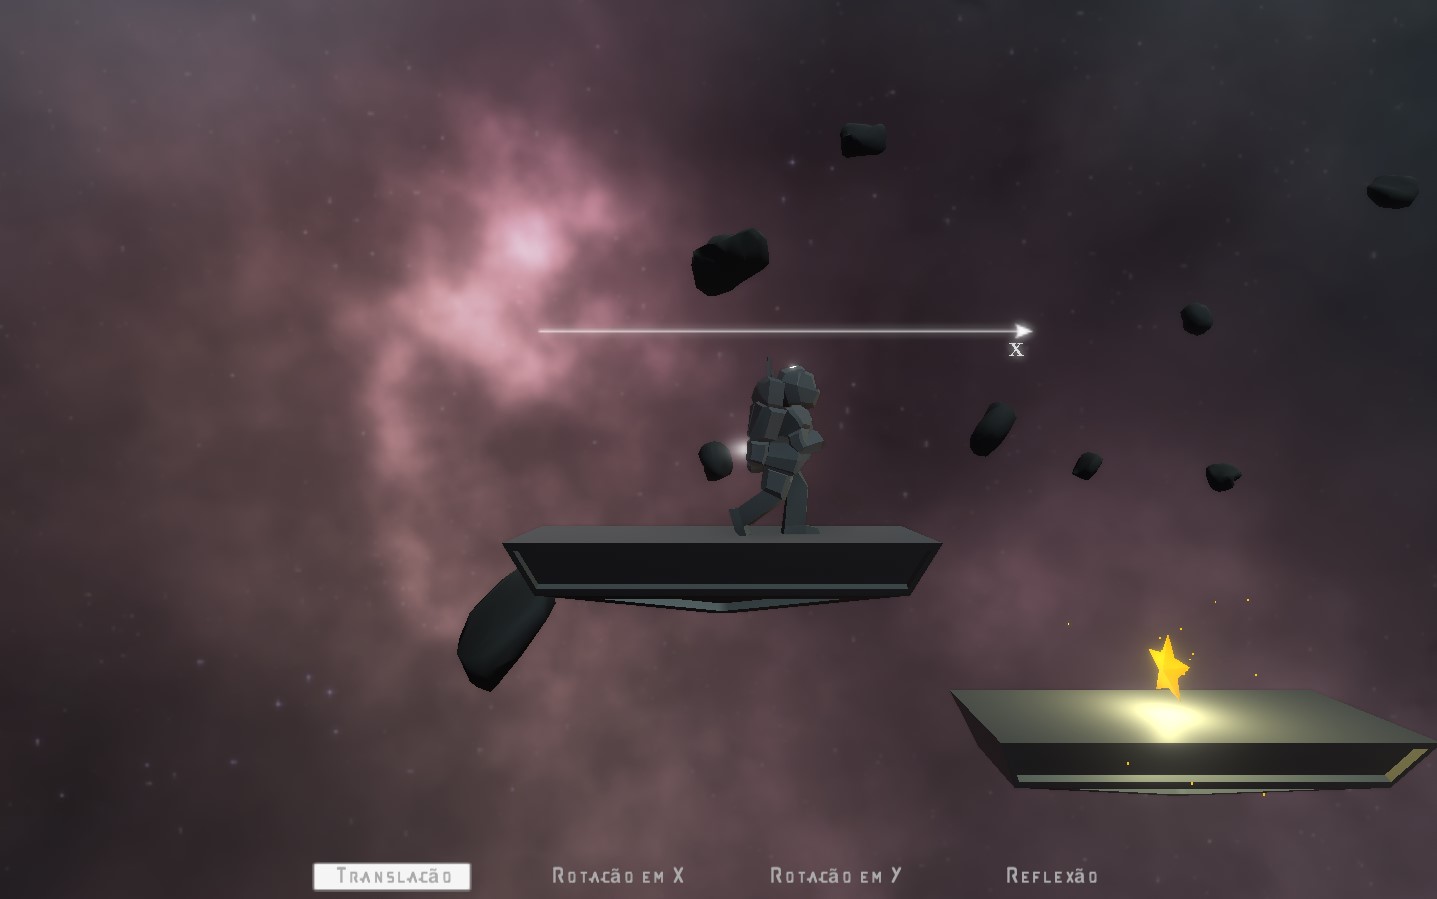 X
Translação
Rotação em X
Rotação em Y
Reflexão